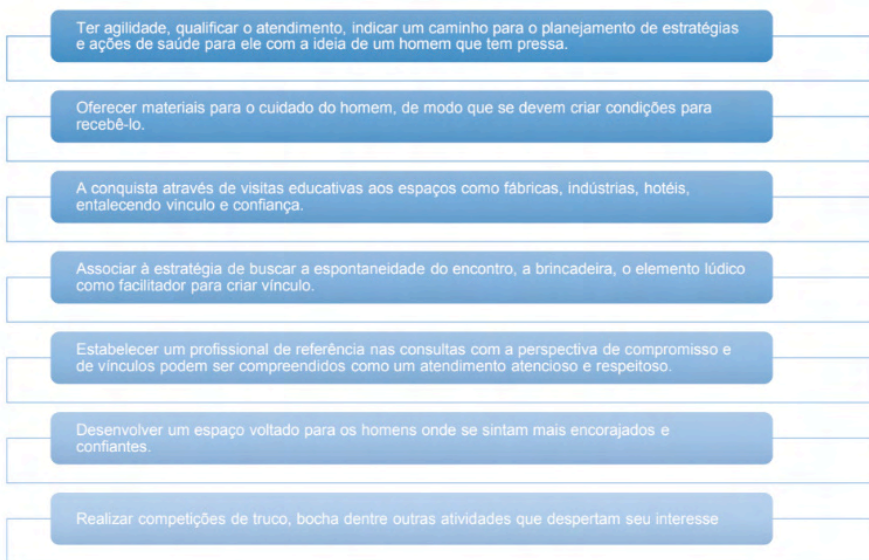 Ter agilidade, qualificar o atendimento, indicar um caminho para o planejamento de estratégias
e ações de saúde para ele com a ideia de um homem que tem pressa.
Oferecer materiais para o cuidado do homem, de modo que se devem criar condições para
recebê-lo.
A conquista através de visitas educativas aos espaços como fábricas, indústrias, hotéis,
entalecendo vinculo e confiança.
Associar à estratégia de buscar a espontaneidade do encontro, a brincadeira, o elemento lúdico
como facilitador para criar vínculo.
Estabelecer um profissional de referência nas consultas com a perspectiva de compromisso e
de vínculos podem ser compreendidos como um atendimento atencioso e respeitoso.
Desenvolver um espaço voltado para os homens onde se sintam mais encorajados e
confiantes.
Realizar competições de truco, bocha dentre outras atividades que despertam seu interesse